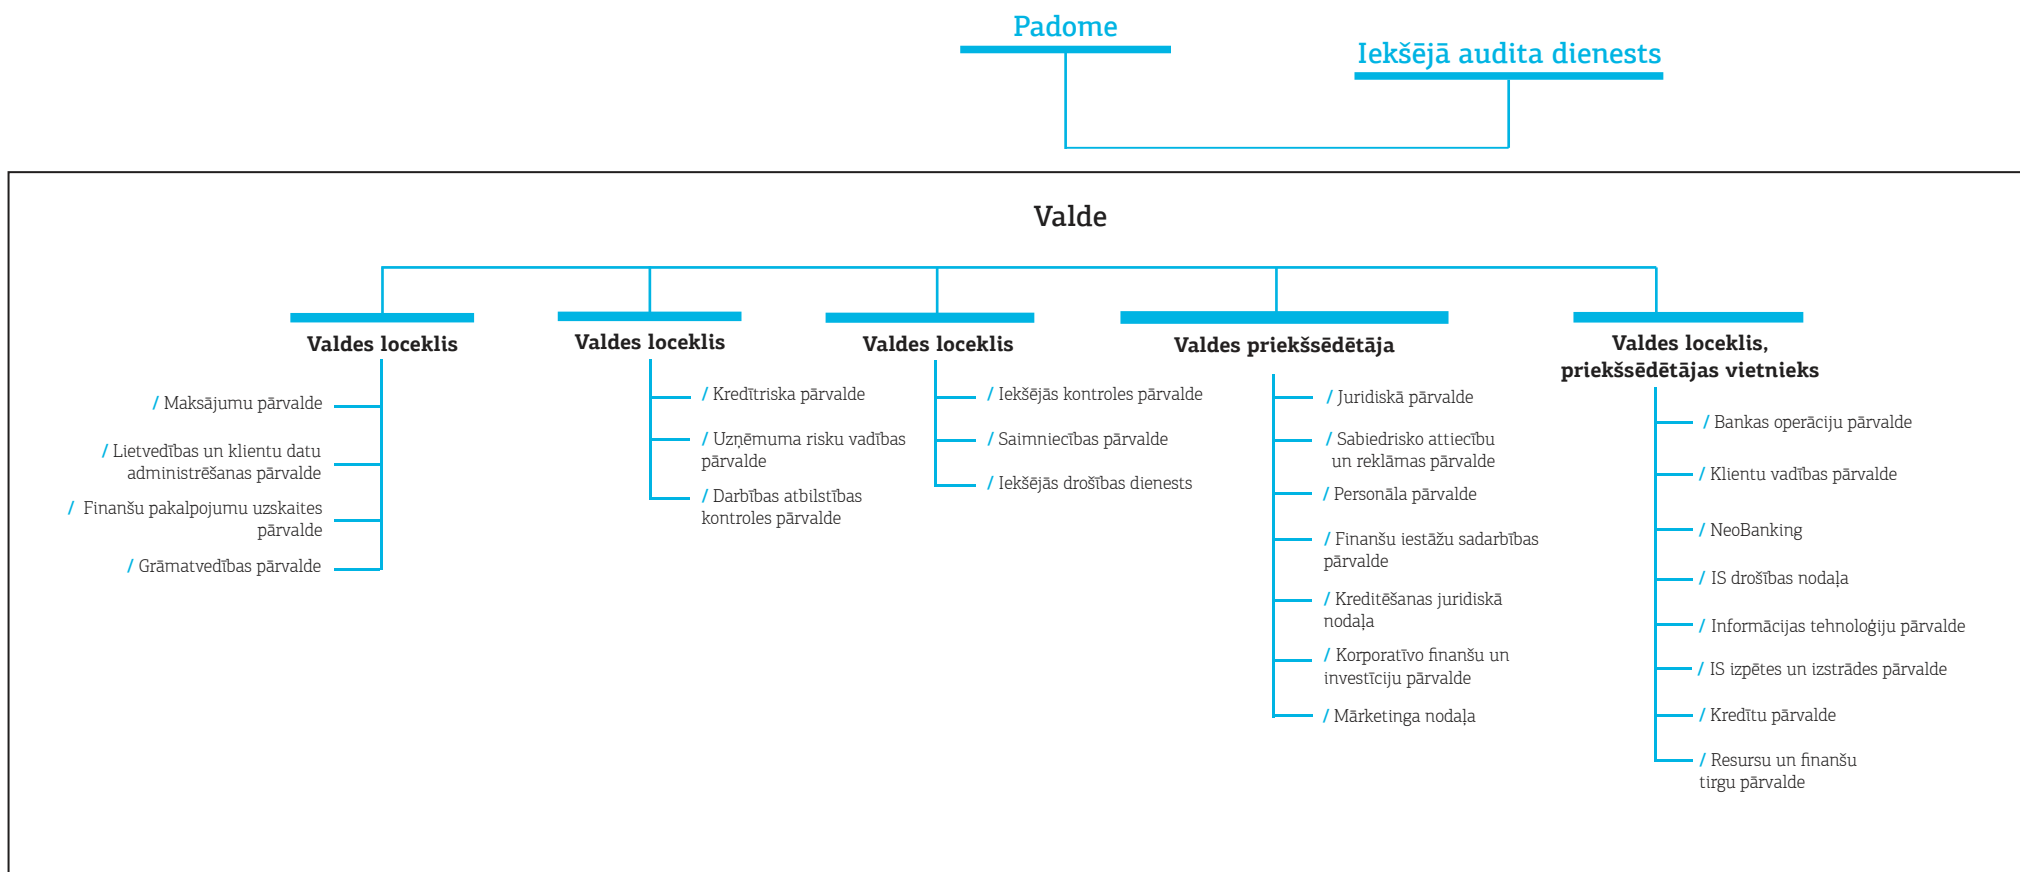 Padome
Iekšējā audita dienests
Valde
Valdes loceklis
/ Maksājumu pārvalde
/ Lietvedības un klientu datu
administrēšanas pārvalde
/ Finanšu pakalpojumu uzskaites
pārvalde
/ Grāmatvedības pārvalde
Valdes loceklis
/ Kredītriska pārvalde
/ Uzņēmuma risku vadības
pārvalde
/ Darbības atbilstības
kontroles pārvalde
Valdes loceklis
/ Iekšējās kontroles pārvalde
/ Saimniecības pārvalde
/ Iekšējās drošības dienests
Valdes priekšsēdētāja
/ Juridiskā pārvalde
/ Sabiedrisko attiecību
un reklāmas pārvalde
/ Personāla pārvalde
/ Finanšu iestāžu sadarbības
pārvalde
/ Kreditēšanas juridiskā
nodaļa
/ Korporatīvo finanšu un
investīciju pārvalde
/ Mārketinga nodaļa
Valdes loceklis,
priekšsēdētājas vietnieks
/ Bankas operāciju pārvalde
/ Klientu vadības pārvalde
/ NeoBanking
/ IS drošības nodaļa
/ Informācijas tehnoloģiju pārvalde
/ IS izpētes un izstrādes pārvalde
/ Kredītu pārvalde
/ Resursu un finanšu
tirgu pārvalde